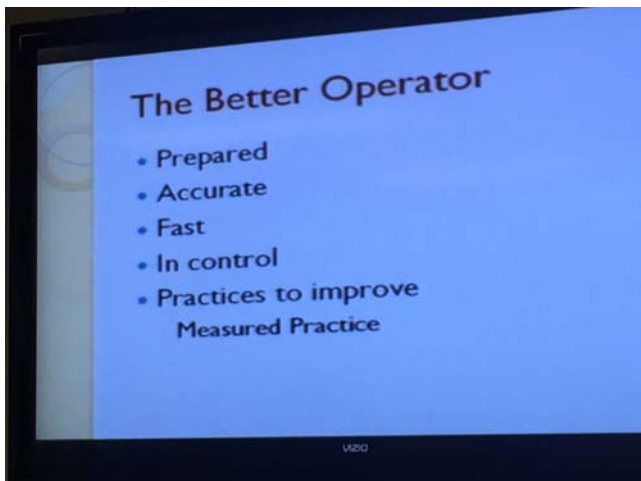 The Better Operator
• Prepared
• Accurate
• Fast
• In control
• Practices to improve
Measured Practice
VIZIO